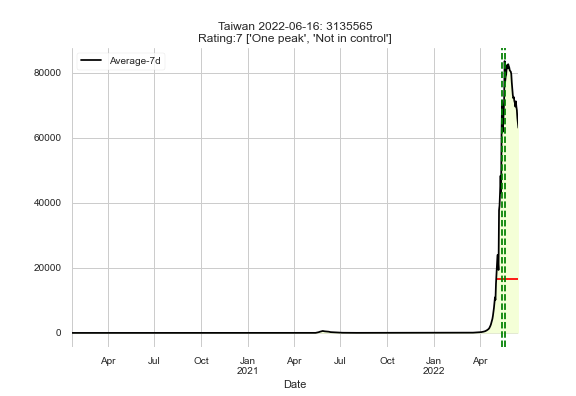 Taiwan 2022-06-16: 3135565
Rating:7 ['One peak', 'Not in control']
Average-7d
80000
60000
40000
20000
0
Apr Jul Oct Jan Apr Jul Oct Jan Apr
2021 2022
Date